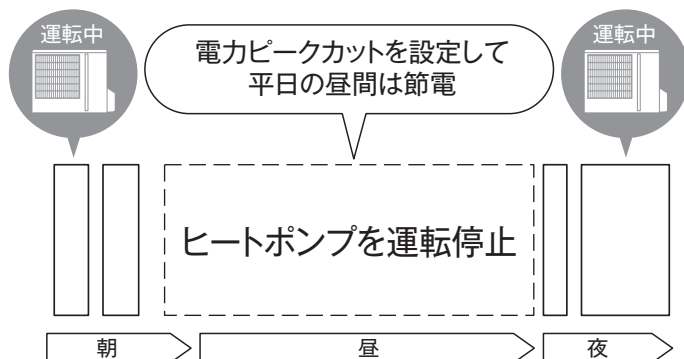 運転中
電力ピークカットを設定して
平日の昼間は節電
運転中
ヒートポンプを運転停止
朝
昼
夜